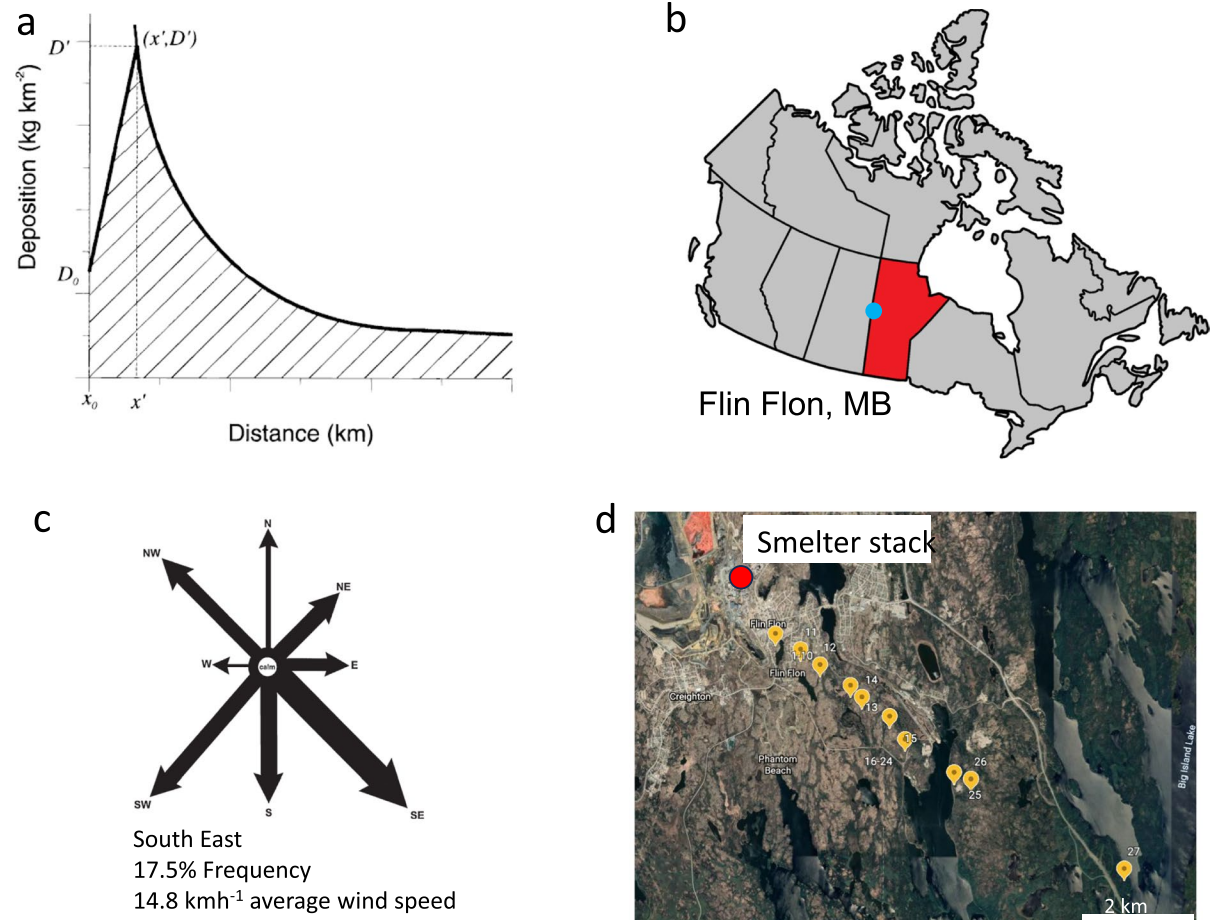 a
(x',D')
D'
Deposition (kg km-2)
D₀
x₀
x'
Distance (km)
b
Flin Flon, MB
c
N
NW
NE
W
calm
E
SW
S
SE
South East
17.5% Frequency
14.8 kmh-1 average wind speed
d
Smelter stack
Flin Flon
11
10
12
Flin Flon
14
Creighton
13
15
Phantom
Beach
16-24
26
25
Big Island Lake
27
2 km